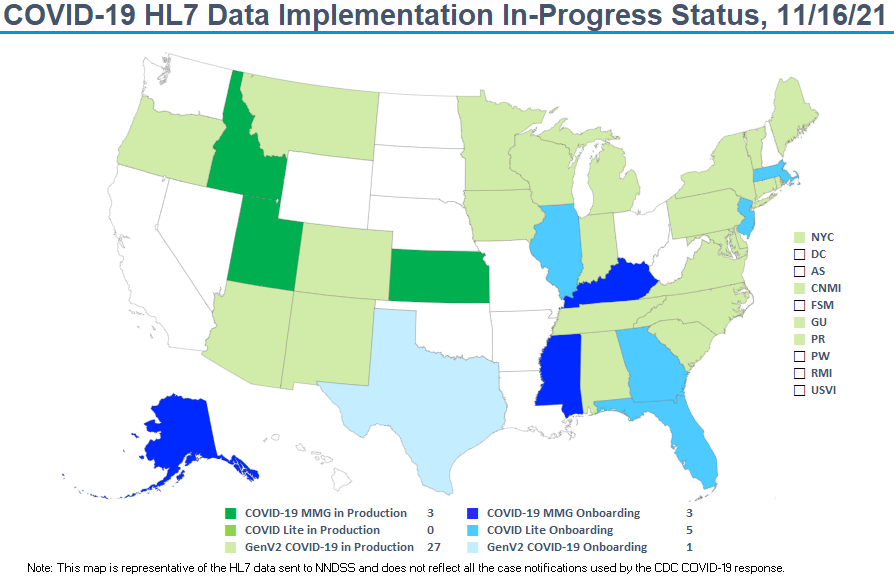 COVID-19 HL7 Data Implementation In-Progress Status, 11/16/21
NYC
DC
AS
CNMI
FSM
GU
PR
PW
RMI
USVI
COVID-19 MMG in Production 3
COVID-19 MMG Onboarding 3
COVID Lite in Production 0
COVID Lite Onboarding 5
GenV2 COVID-19 in Production 27
GenV2 COVID-19 Onboarding 1
Note: This map is representative of the HL7 data sent to NNDSS and does not reflect all the case notifications used by the CDC COVID-19 response.